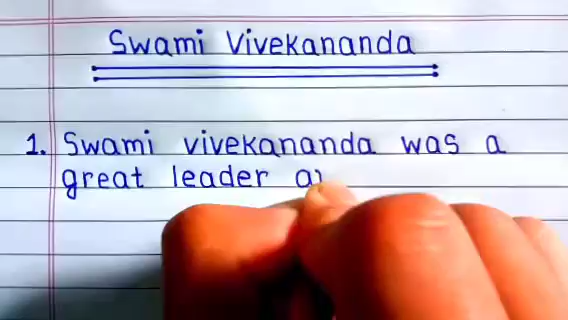 Swami Vivekananda
1. Swami vivekananda was a
great leader